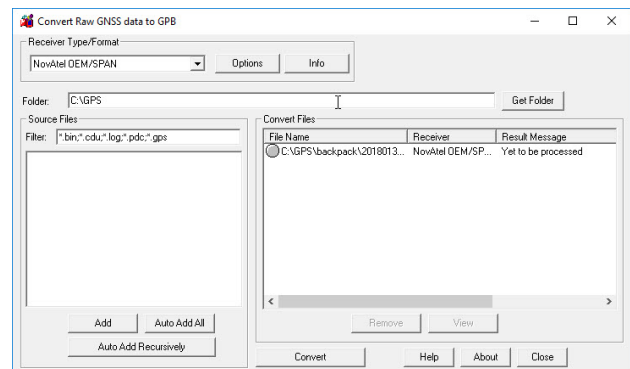 Convert Raw GNSS data to GPB
Receiver Type/Format
NovAtel OEM/SPAN
Options
Info
Folder:
C:\GPS
Get Folder
Source Files
Filter:
*.bin;*.cdu;*.log;*.pdc;*.gps
Add
Auto Add All
Auto Add Recursively
Convert Files
File Name Receiver Result Message
C:\GPS\backpack\2018013... NovAtel OEM/SP... Yet to be processed
Remove
View
Convert
Help
About
Close